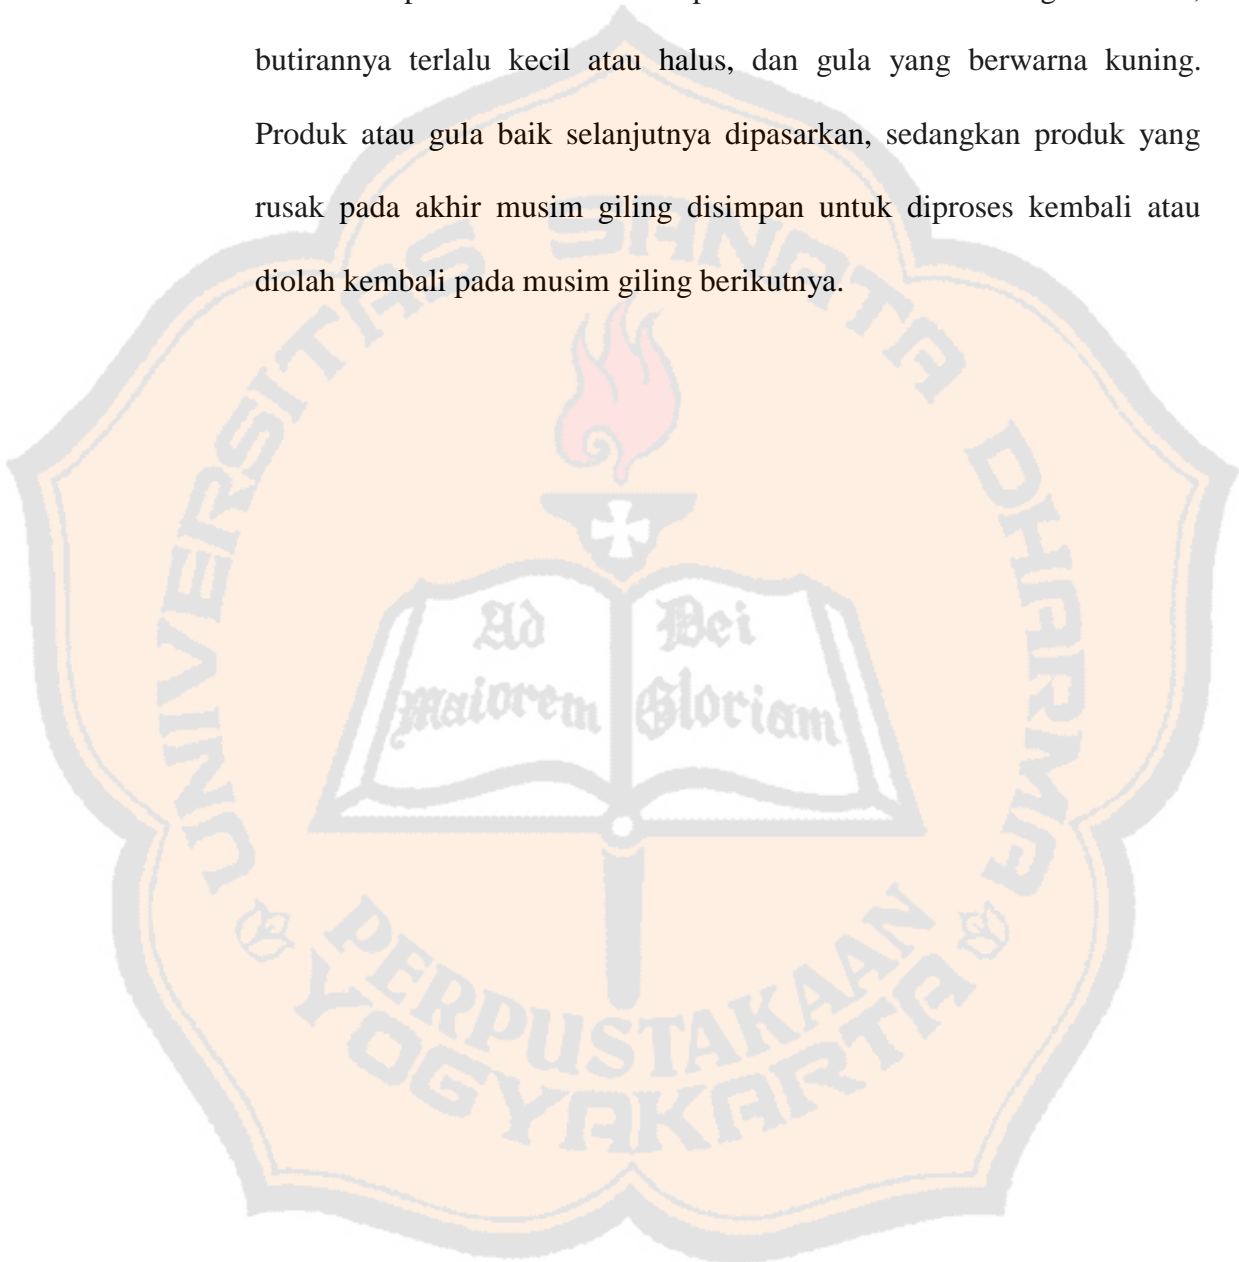 butirannya terlalu kecil atau halus, dan gula yang berwarna kuning.
Produk atau gula baik selanjutnya dipasarkan, sedangkan produk yang
rusak pada akhir musim giling disimpan untuk diproses kembali atau
diolah kembali pada musim giling berikutnya.
UNIVERSITAS SANATA DHARMA
Ad Dei
Maiorem Gloriam
PERPUSTAKAAN
YOGYAKARTA